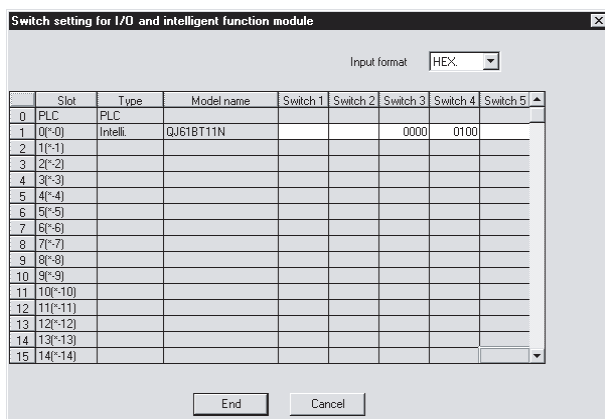 Switch setting for I/O and intelligent function module
Input format HEX.
Slot Type Model name Switch 1 Switch 2 Switch 3 Switch 4 Switch 5
0 PLC PLC
1 0(*-0) Intelli. QJ61BT11N 0000 0100
2 1(*-1)
3 2(*-2)
4 3(*-3)
5 4(*-4)
6 5(*-5)
7 6(*-6)
8 7(*-7)
9 8(*-8)
10 9(*-9)
11 10(*-10)
12 11(*-11)
13 12(*-12)
14 13(*-13)
15 14(*-14)
End Cancel